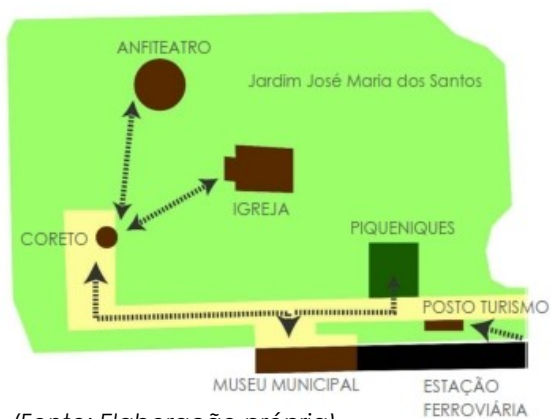 ANFITEATRO
Jardim José Maria dos Santos
IGREJA
CORETO
PIQUENIQUES
POSTO TURISMO
MUSEU MUNICIPAL
ESTAÇÃO
FERROVIÁRIA
(Fonte: Elaboração própria)